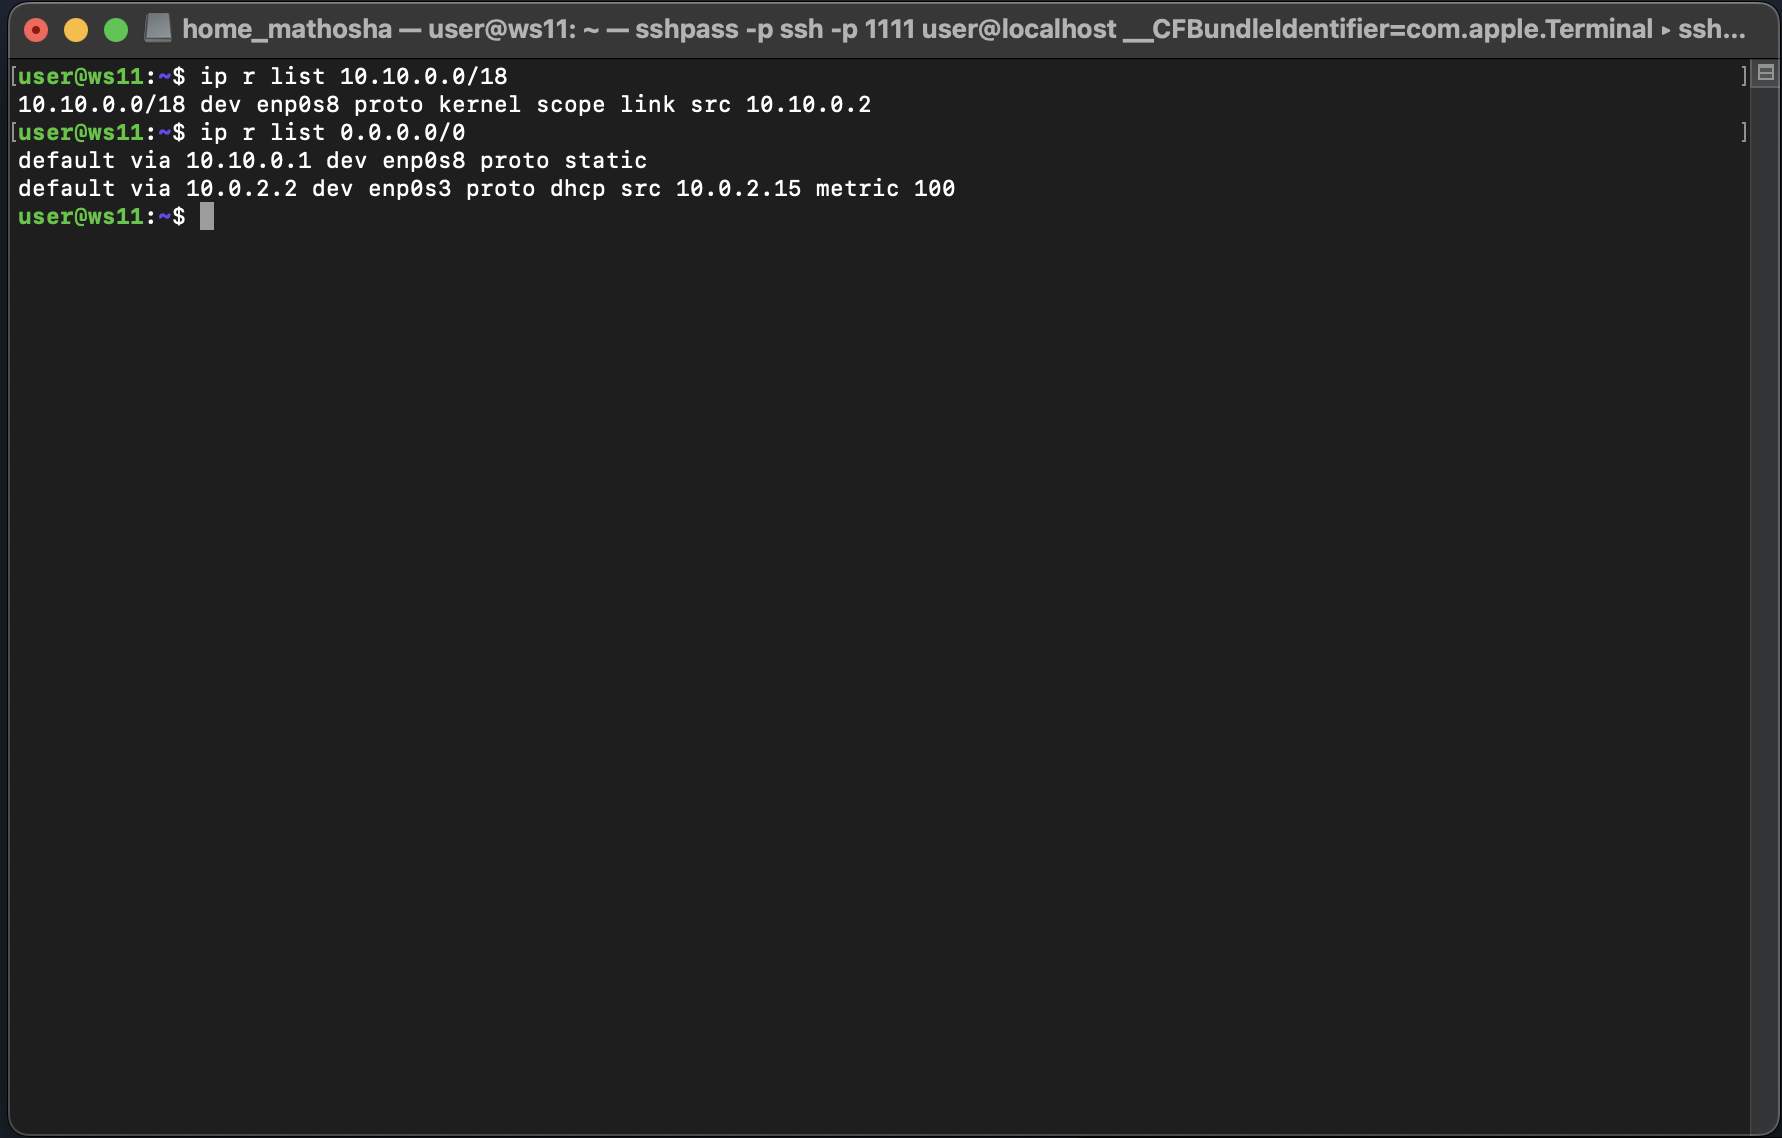 home_mathosha — user@ws11: ~ — sshpass -p ssh -p 1111 user@localhost __CFBundleIdentifier=com.apple.Terminal ▸ ssh...
[user@ws11:~$ ip r list 10.10.0.0/18 ]
10.10.0.0/18 dev enp0s8 proto kernel scope link src 10.10.0.2
[user@ws11:~$ ip r list 0.0.0.0/0 ]
default via 10.10.0.1 dev enp0s8 proto static
default via 10.0.2.2 dev enp0s3 proto dhcp src 10.0.2.15 metric 100
user@ws11:~$